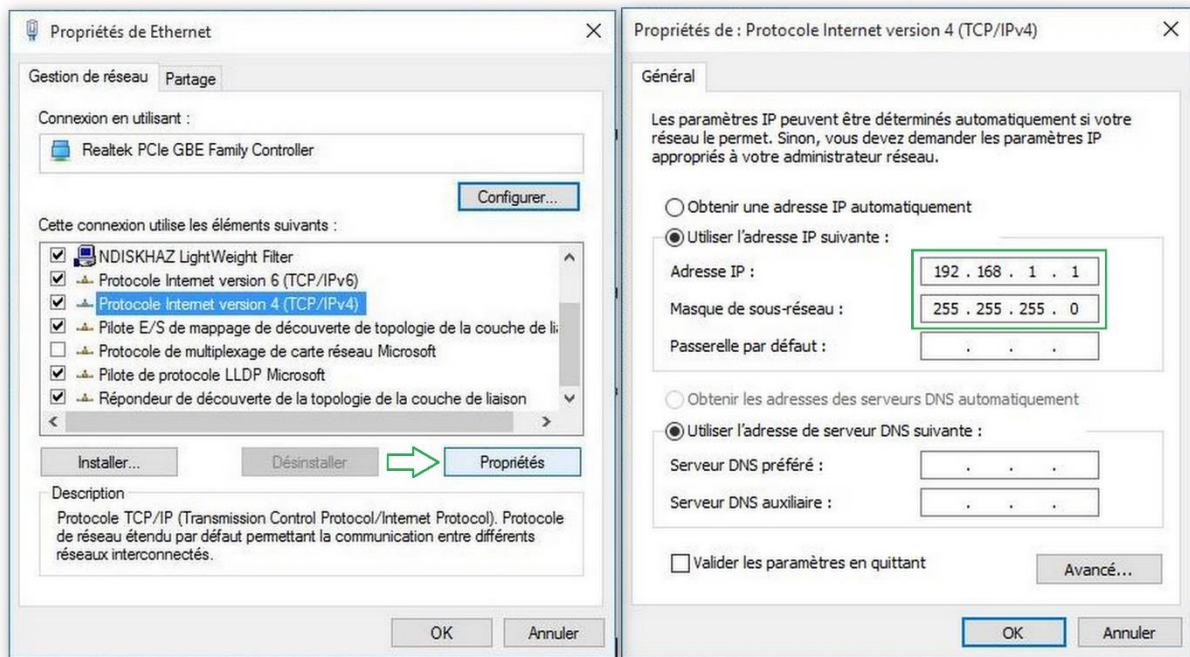 Propriétés de Ethernet
Gestion de réseau
Partage
Connexion en utilisant :
Realtek PCIe GBE Family Controller
Configurer...
Cette connexion utilise les éléments suivants :
NDISKHAZ LightWeight Filter
Protocole Internet version 6 (TCP/IPv6)
Protocole Internet version 4 (TCP/IPv4)
Pilote E/S de mappage de découverte de topologie de la couche de li
Protocole de multiplexage de carte réseau Microsoft
Pilote de protocole LLDP Microsoft
Répondeur de découverte de la topologie de la couche de liaison
Installer...
Désinstaller
Propriétés
Description
Protocole TCP/IP (Transmission Control Protocol/Internet Protocol). Protocole
de réseau étendu par défaut permettant la communication entre différents
réseaux interconnectés.
OK
Annuler
Propriétés de : Protocole Internet version 4 (TCP/IPv4)
Général
Les paramètres IP peuvent être déterminés automatiquement si votre
réseau le permet. Sinon, vous devez demander les paramètres IP
appropriés à votre administrateur réseau.
Obtenir une adresse IP automatiquement
Utiliser l'adresse IP suivante :
Adresse IP : 192 . 168 . 1 . 1
Masque de sous-réseau : 255 . 255 . 255 . 0
Passerelle par défaut : . . .
Obtenir les adresses des serveurs DNS automatiquement
Utiliser l'adresse de serveur DNS suivante :
Serveur DNS préféré : . . .
Serveur DNS auxiliaire : . . .
Valider les paramètres en quittant
Avancé...
OK
Annuler